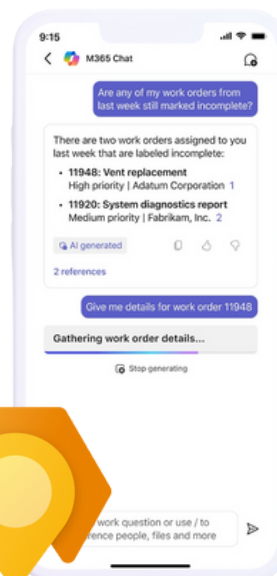 9:15
M365 Chat
Are any of my work orders from
last week still marked incomplete?
There are two work orders assigned to you
last week that are labeled incomplete:
• 11948: Vent replacement
High priority | Adatum Corporation 1
• 11920: System diagnostics report
Medium priority | Fabrikam, Inc. 2
AI generated
2 references
Give me details for work order 11948
Gathering work order details...
Stop generating
work question or use / to
people, files and more